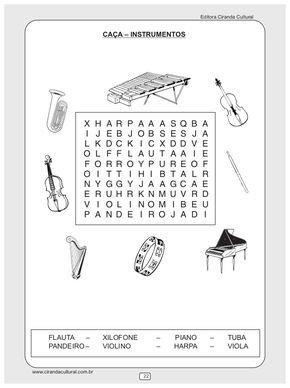 Editora Ciranda Cultural
CAÇA – INSTRUMENTOS
X H A R P A A A S Q B A
I J E B J O B S E S J A
L K D C K I C X D D V E
O L F F L A U T A A I E
F O R R O Y P U R E O F
O I T T I H I B T A L R
N Y G G Y J A A G C A E
E R U H R K N M U V R D
V I O L I N O M I B E U
P A N D E I R O J A D I
FLAUTA – XILOFONE – PIANO – TUBA
PANDEIRO – VIOLINO – HARPA – VIOLA
www.cirandacultural.com.br
22